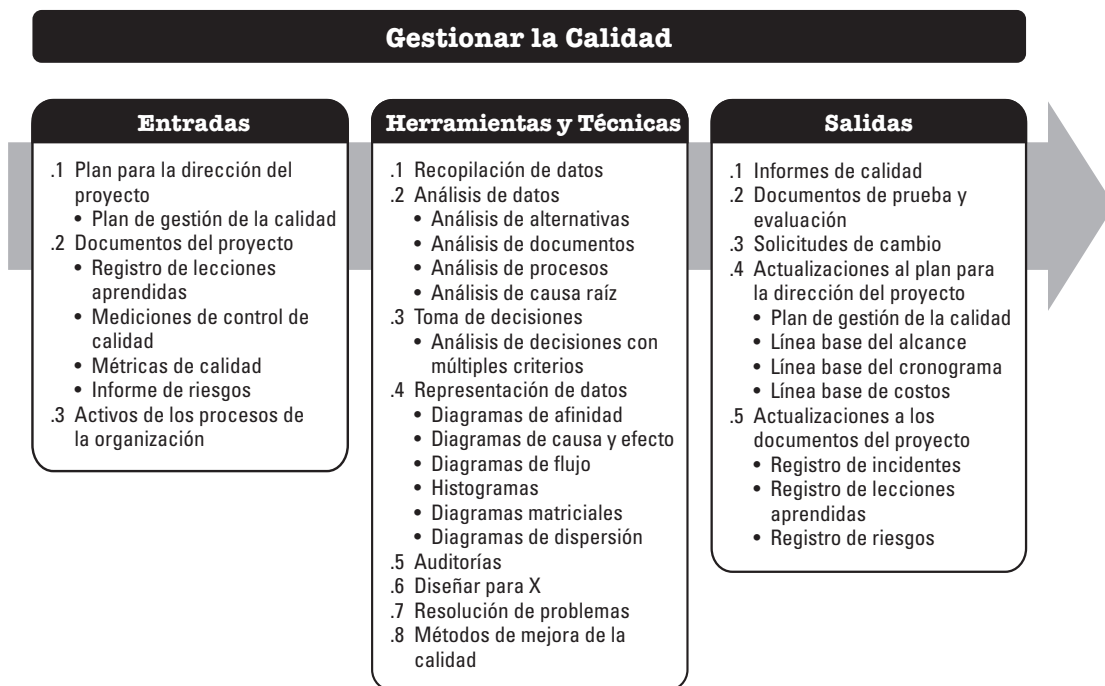 Gestionar la Calidad
Entradas
.1 Plan para la dirección del
proyecto
• Plan de gestión de la calidad
.2 Documentos del proyecto
• Registro de lecciones
aprendidas
• Mediciones de control de
calidad
• Métricas de calidad
• Informe de riesgos
.3 Activos de los procesos de
la organización
Herramientas y Técnicas
.1 Recopilación de datos
.2 Análisis de datos
• Análisis de alternativas
• Análisis de documentos
• Análisis de procesos
• Análisis de causa raíz
.3 Toma de decisiones
• Análisis de decisiones con
múltiples criterios
.4 Representación de datos
• Diagramas de afinidad
• Diagramas de causa y efecto
• Diagramas de flujo
• Histogramas
• Diagramas matriciales
• Diagramas de dispersión
.5 Auditorías
.6 Diseñar para X
.7 Resolución de problemas
.8 Métodos de mejora de la
calidad
Salidas
.1 Informes de calidad
.2 Documentos de prueba y
evaluación
.3 Solicitudes de cambio
.4 Actualizaciones al plan para
la dirección del proyecto
• Plan de gestión de la calidad
• Línea base del alcance
• Línea base del cronograma
• Línea base de costos
.5 Actualizaciones a los
documentos del proyecto
• Registro de incidentes
• Registro de lecciones
aprendidas
• Registro de riesgos